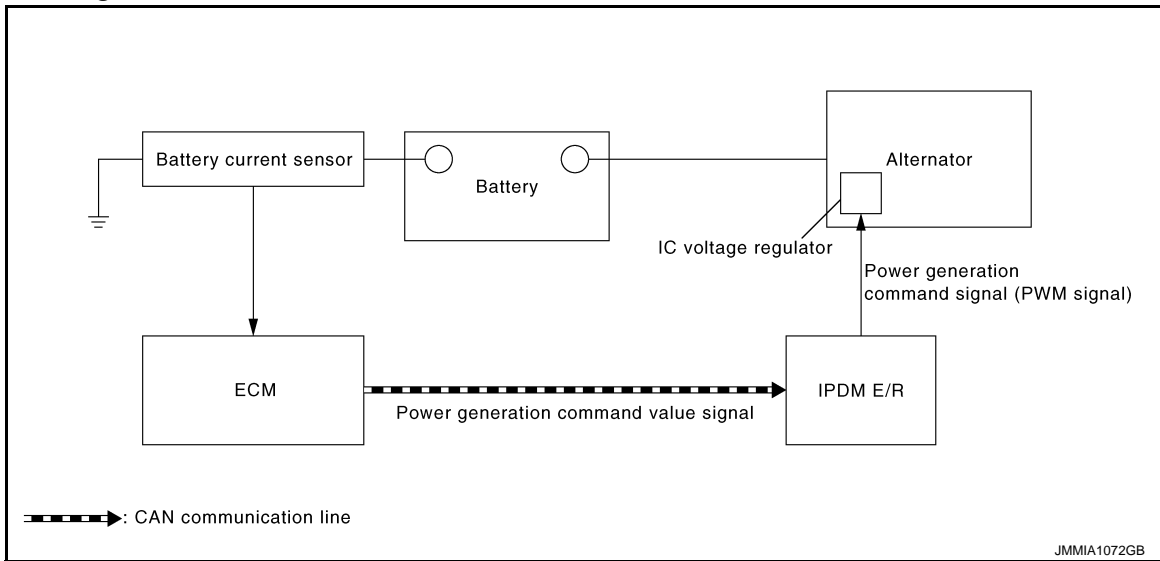 Battery current sensor
Battery
Alternator
IC voltage regulator
Power generation
command signal (PWM signal)
ECM
Power generation command value signal
IPDM E/R
: CAN communication line
JMMIA1072GB